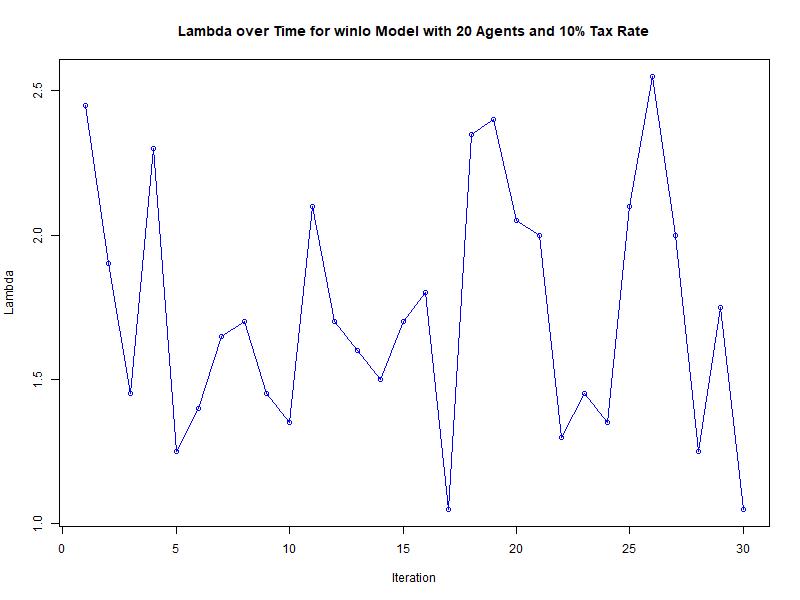 Lambda over Time for winlo Model with 20 Agents and 10% Tax Rate
2.5
2.0
1.5
1.0
Lambda
0 5 10 15 20 25 30
Iteration